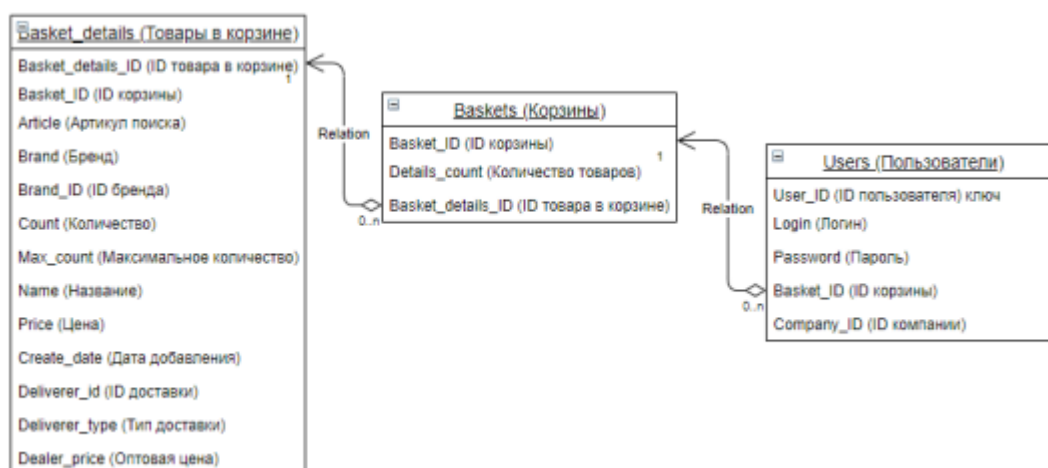 Basket_details (Товары в корзине)
Basket_details_ID (ID товара в корзине)
1
Basket_ID (ID корзины)
Article (Артикул поиска)
Brand (Бренд)
Brand_ID (ID бренда)
Count (Количество)
Max_count (Максимальное количество)
Name (Название)
Price (Цена)
Create_date (Дата добавления)
Deliverer_id (ID доставки)
Deliverer_type (Тип доставки)
Dealer_price (Оптовая цена)
Relation
Baskets (Корзины)
Basket_ID (ID корзины)
1
Details_count (Количество товаров)
Basket_details_ID (ID товара в корзине)
0..n
Relation
Users (Пользователи)
User_ID (ID пользователя) ключ
Login (Логин)
Password (Пароль)
Basket_ID (ID корзины)
0..n
Company_ID (ID компании)